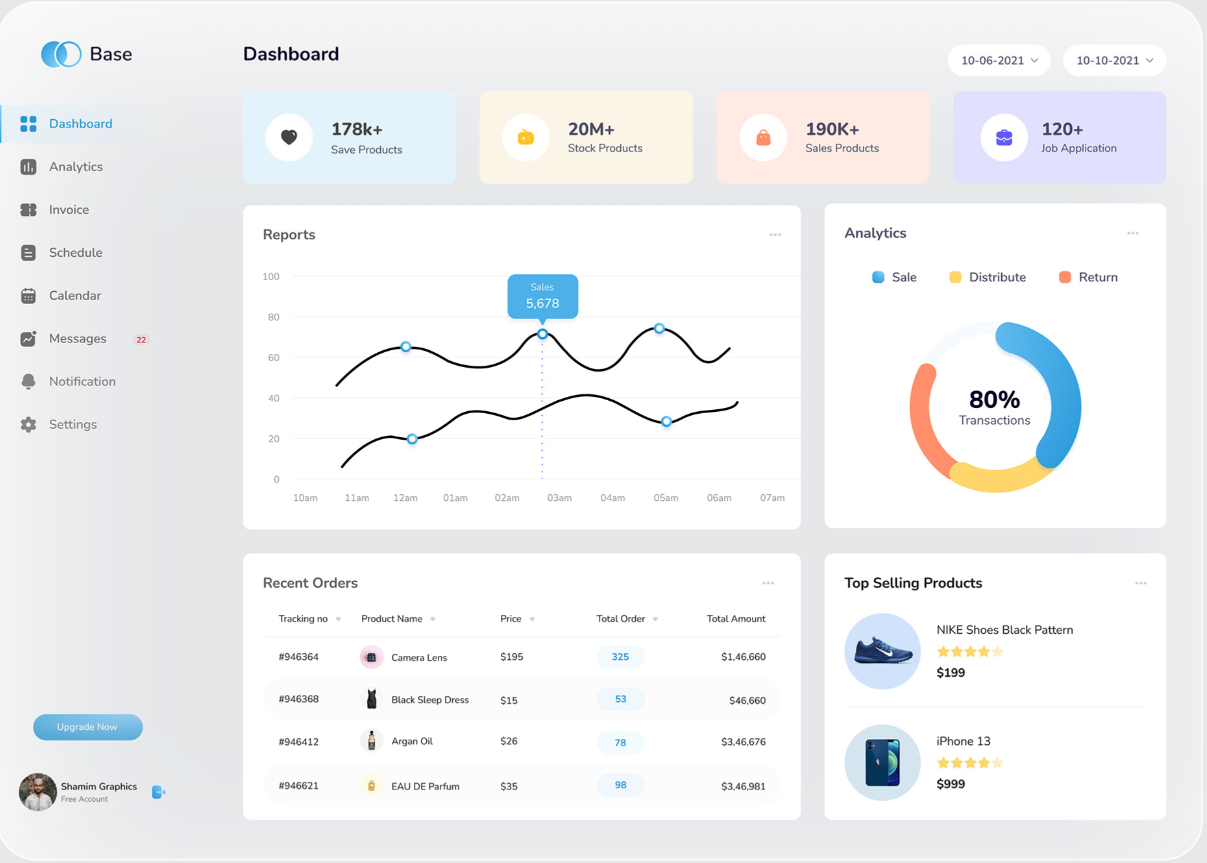 Base
Dashboard
10-06-2021
10-10-2021
Dashboard
Analytics
Invoice
Schedule
Calendar
Messages 22
Notification
Settings
Upgrade Now
Shamim Graphics
Free Account
178k+
Save Products
20M+
Stock Products
190K+
Sales Products
120+
Job Application
Reports
100
80
60
40
20
0
Sales
5,678
10am 11am 12am 01am 02am 03am 04am 05am 06am 07am
Analytics
Sale Distribute Return
80%
Transactions
Recent Orders
Tracking no Product Name Price Total Order Total Amount
#946364 Camera Lens $195 325 $1,46,660
#946368 Black Sleep Dress $15 53 $46,660
#946412 Argan Oil $26 78 $3,46,676
#946621 EAU DE Parfum $35 98 $3,46,981
Top Selling Products
NIKE Shoes Black Pattern
$199
iPhone 13
$999